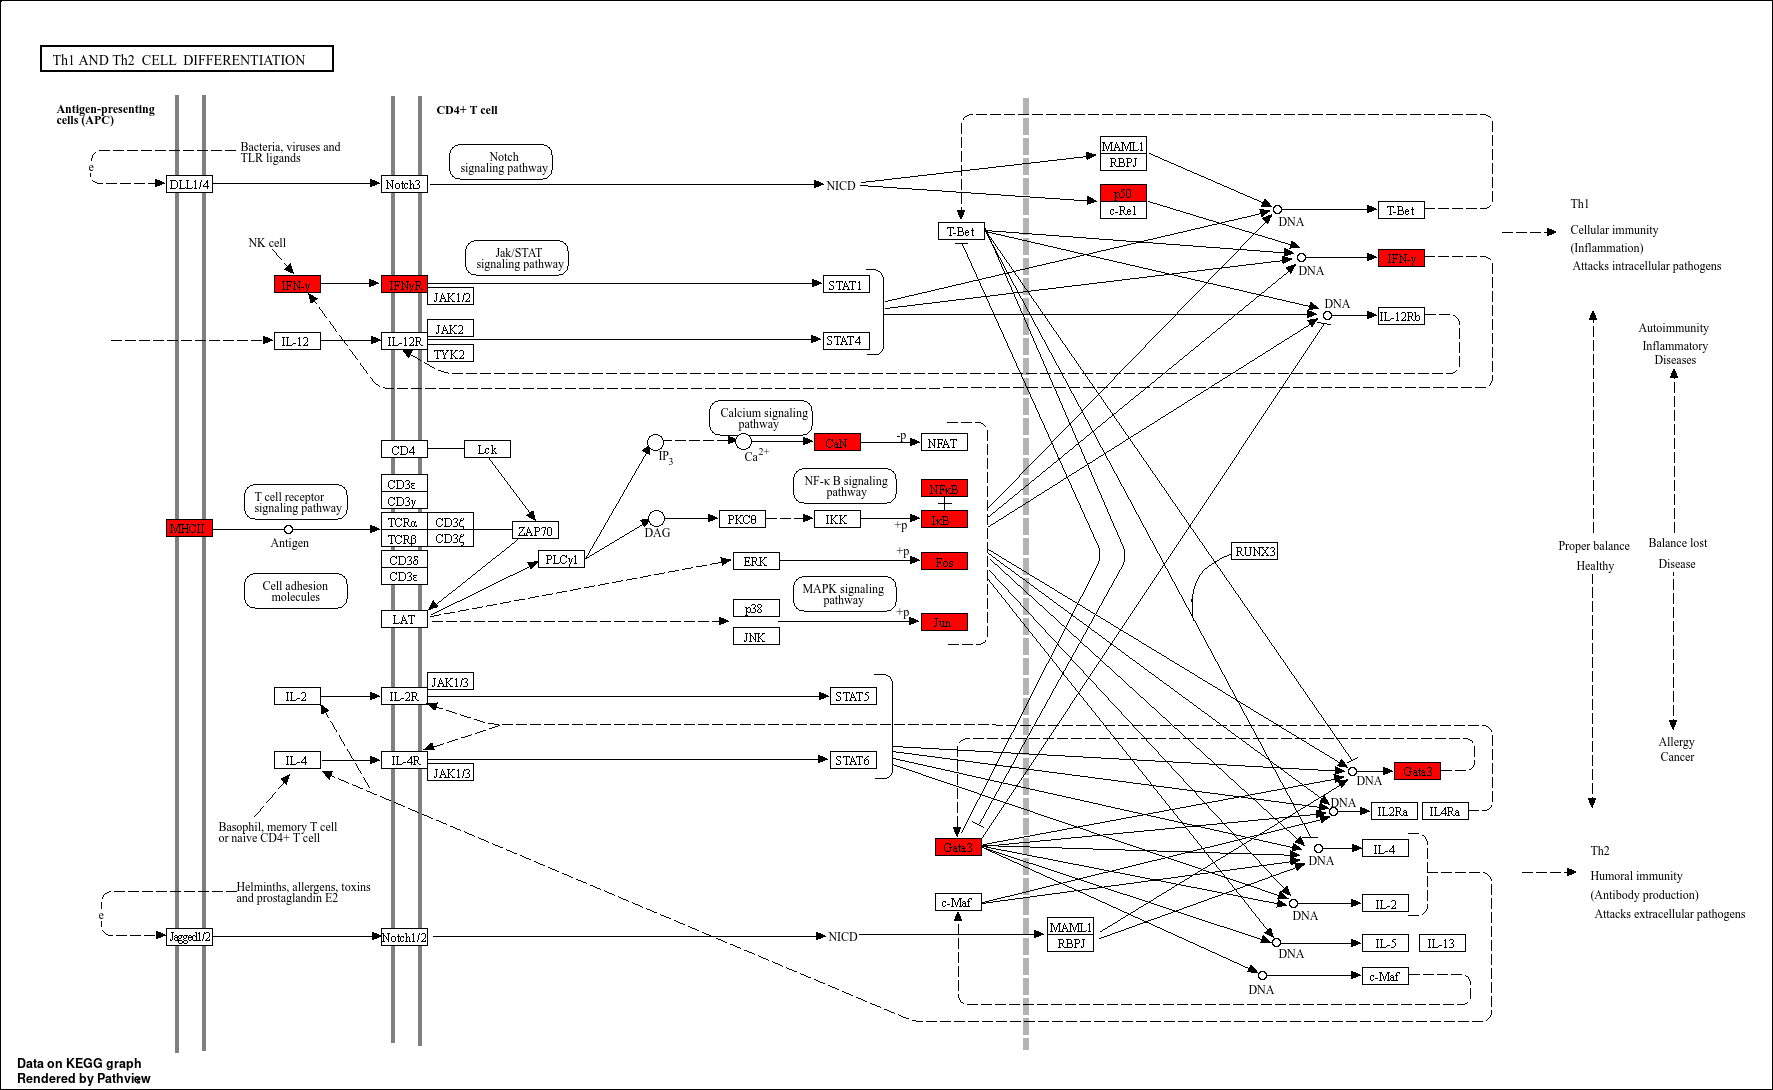 Th1 AND Th2 CELL DIFFERENTIATION
Antigen-presenting
cells (APC)
CD4+ T cell
Bacteria, viruses and
TLR ligands
e
DLL1/4
Notch3
Notch
signaling pathway
NICD
MAML1
RBPJ
p50
c-Rel
DNA
T-Bet
T-Bet
Th1
Cellular immunity
(Inflammation)
Attacks intracellular pathogens
NK cell
Jak/STAT
signaling pathway
IFN-γ
IFNγR
JAK1/2
STAT1
DNA
IFN-γ
IL-12
IL-12R
JAK2
TYK2
STAT4
DNA
IL-12Rb
Autoimmunity
Inflammatory
Diseases
Calcium signaling
pathway
CD4
Lck
IP3
Ca2+
CaN
-p
NFAT
CD3ε
CD3γ
T cell receptor
signaling pathway
NF-κ B signaling
pathway
NFκB
MHCII
Antigen
TCRα
CD3ζ
TCRβ
CD3ζ
ZAP70
DAG
PKCθ
IKK
+p
IκB
CD3δ
CD3ε
PLCγ1
ERK
+p
Fos
RUNX3
Proper balance
Healthy
Balance lost
Disease
Cell adhesion
molecules
LAT
p38
JNK
MAPK signaling
pathway
+p
Jun
IL-2
IL-2R
JAK1/3
STAT5
IL-4
IL-4R
JAK1/3
STAT6
DNA
Gata3
Allergy
Cancer
DNA
IL2Ra
IL4Ra
Basophil, memory T cell
or naive CD4+ T cell
Gata3
DNA
IL-4
Th2
Humoral immunity
(Antibody production)
Attacks extracellular pathogens
Helminths, allergens, toxins
and prostaglandin E2
e
c-Maf
DNA
IL-2
Jagged1/2
Notch1/2
NICD
MAML1
RBPJ
DNA
IL-5
IL-13
DNA
c-Maf
Data on KEGG graph
Rendered by Pathview